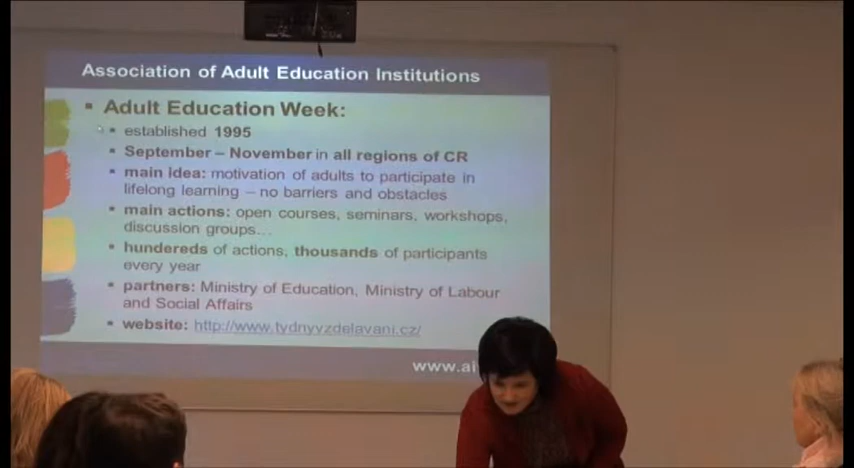 Association of Adult Education Institutions
Adult Education Week:
established 1995
September – November in all regions of CR
main idea: motivation of adults to participate in
lifelong learning – no barriers and obstacles
main actions: open courses, seminars, workshops,
discussion groups...
hundereds of actions, thousands of participants
every year
partners: Ministry of Education, Ministry of Labour
and Social Affairs
website: http://www.tydnyvzdelavani.cz/